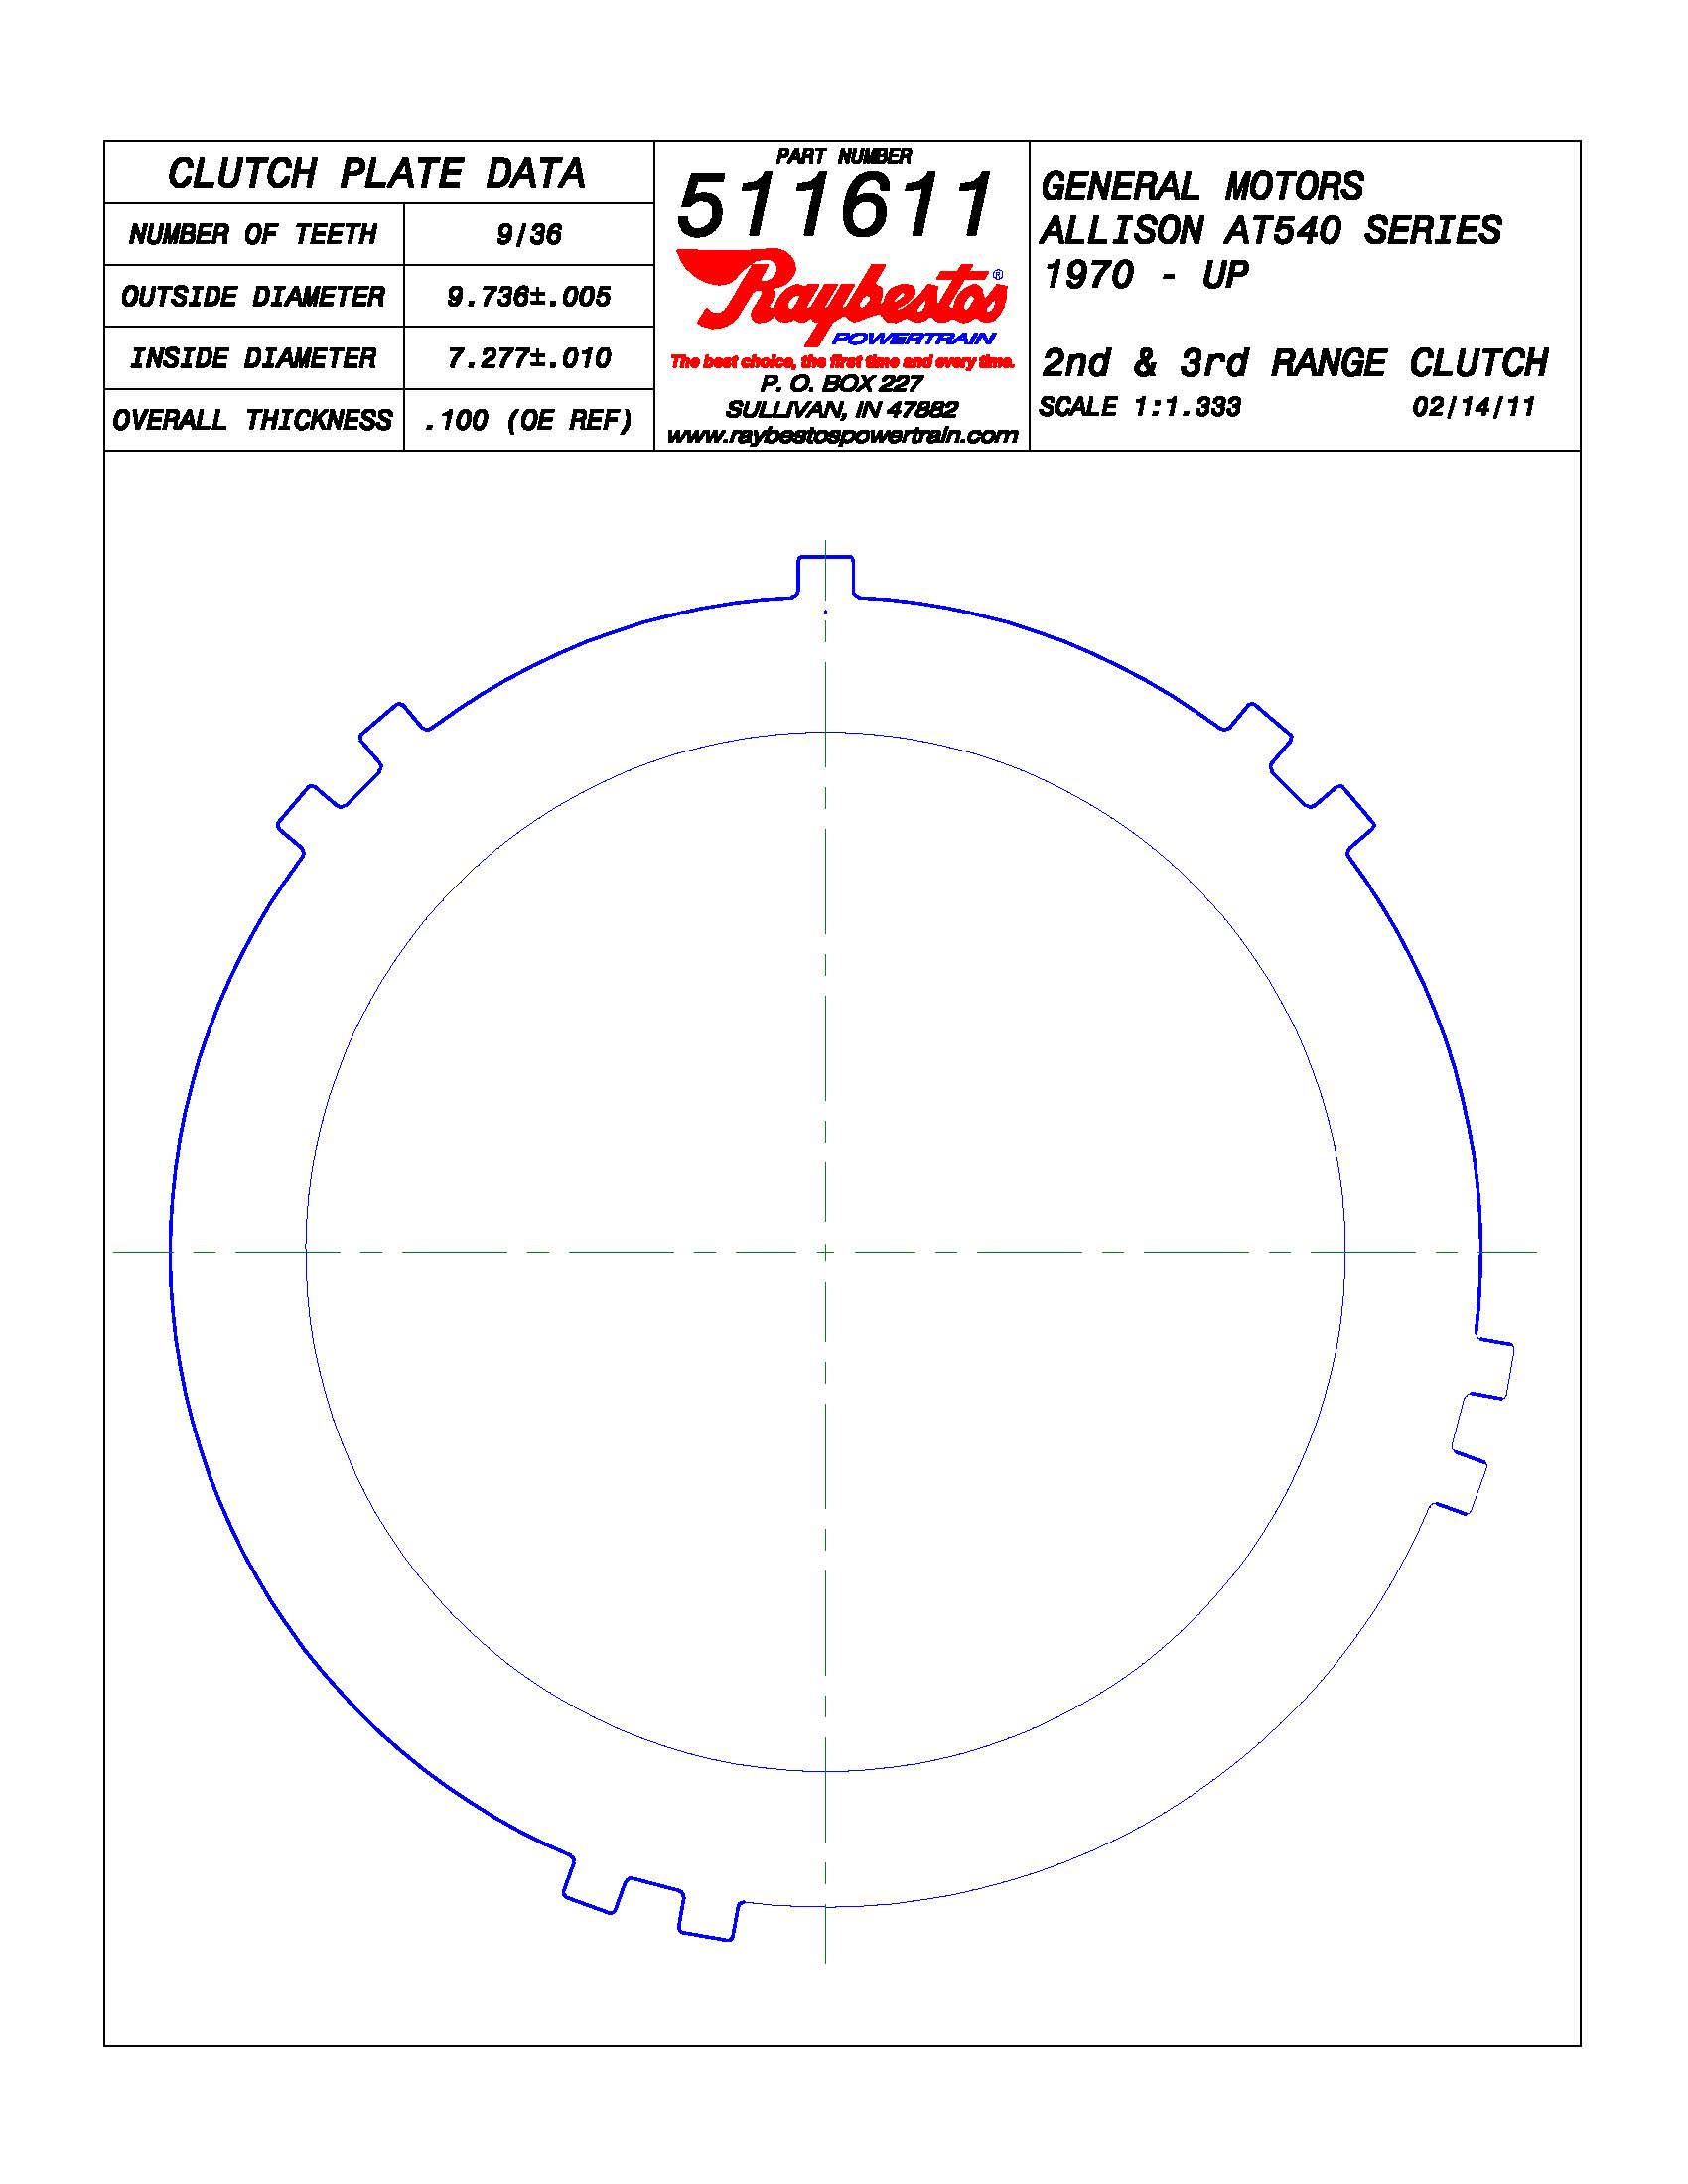 CLUTCH PLATE DATA
NUMBER OF TEETH 9/36
OUTSIDE DIAMETER 9.736±.005
INSIDE DIAMETER 7.277±.010
OVERALL THICKNESS .100 (OE REF)
PART NUMBER
511611
Raybestos®
POWERTRAIN
The best choice, the first time and every time.
P. O. BOX 227
SULLIVAN, IN 47882
www.raybestospowertrain.com
GENERAL MOTORS
ALLISON AT540 SERIES
1970 - UP
2nd & 3rd RANGE CLUTCH
SCALE 1:1.333 02/14/11